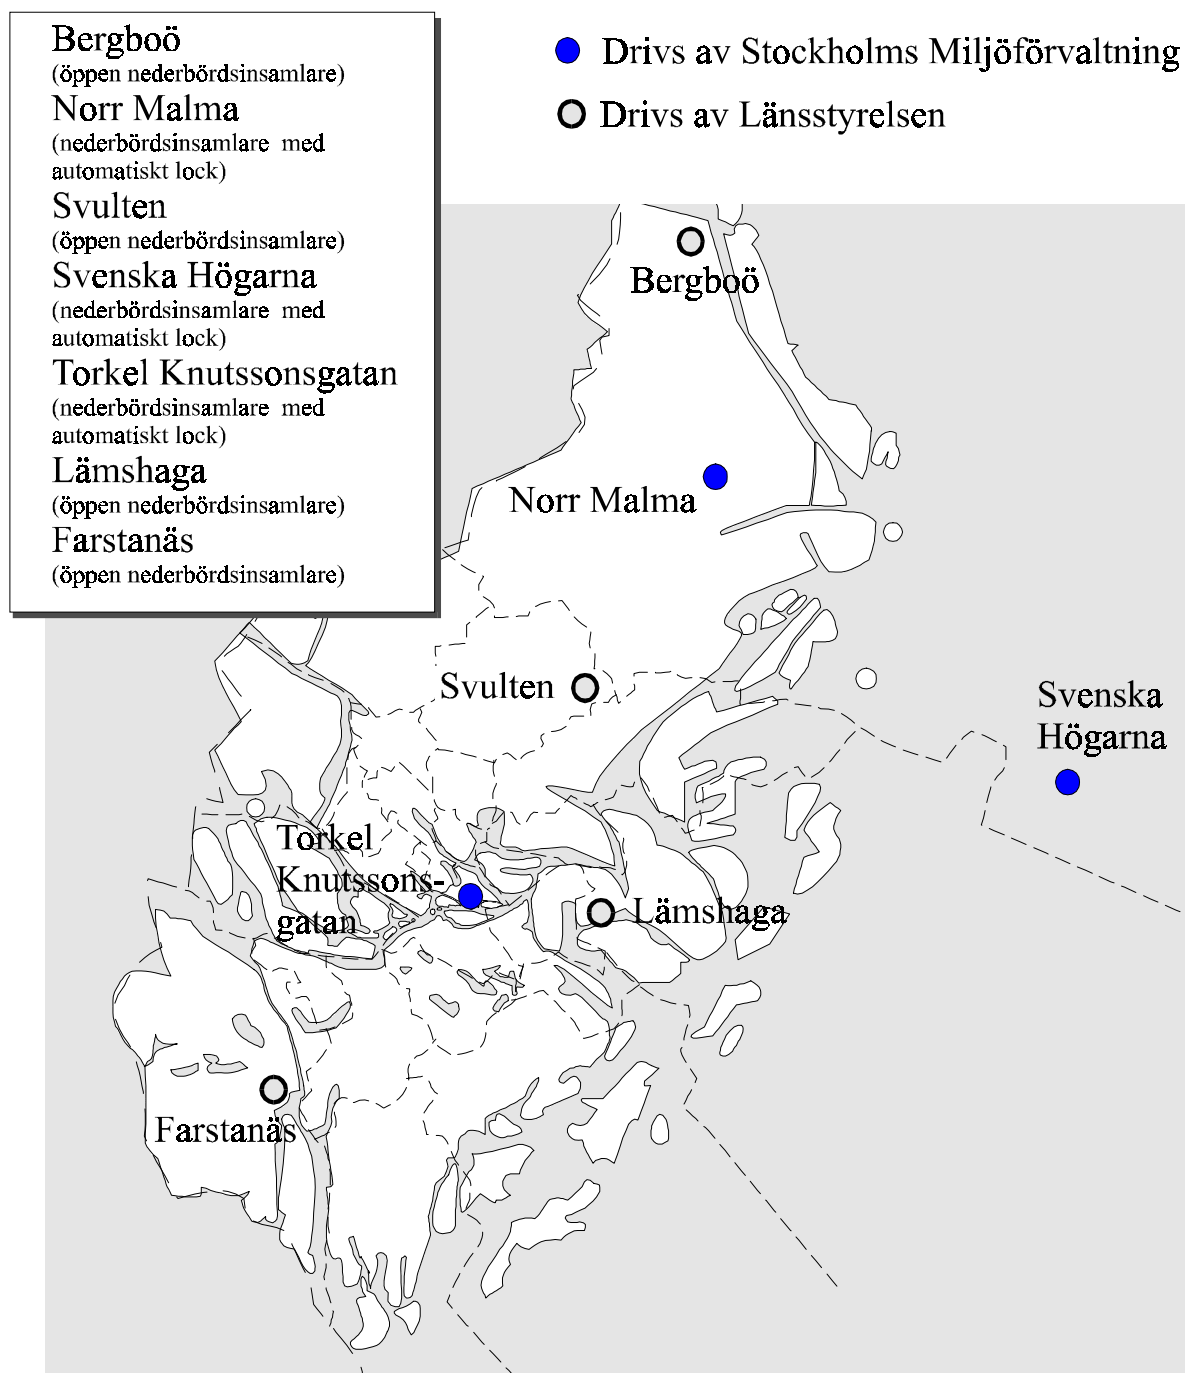 Bergboö
(öppen nederbördsinsamlare)
Norr Malma
(nederbördsinsamlare med
automatiskt lock)
Svulten
(öppen nederbördsinsamlare)
Svenska Högarna
(nederbördsinsamlare med
automatiskt lock)
Torkel Knutssonsgatan
(nederbördsinsamlare med
automatiskt lock)
Lämshaga
(öppen nederbördsinsamlare)
Farstanäs
(öppen nederbördsinsamlare)
Drivs av Stockholms Miljöförvaltning
Drivs av Länsstyrelsen
Bergboö
Norr Malma
Svulten
Svenska
Högarna
Torkel
Knutssons-
gatan
Lämshaga
Farstanäs